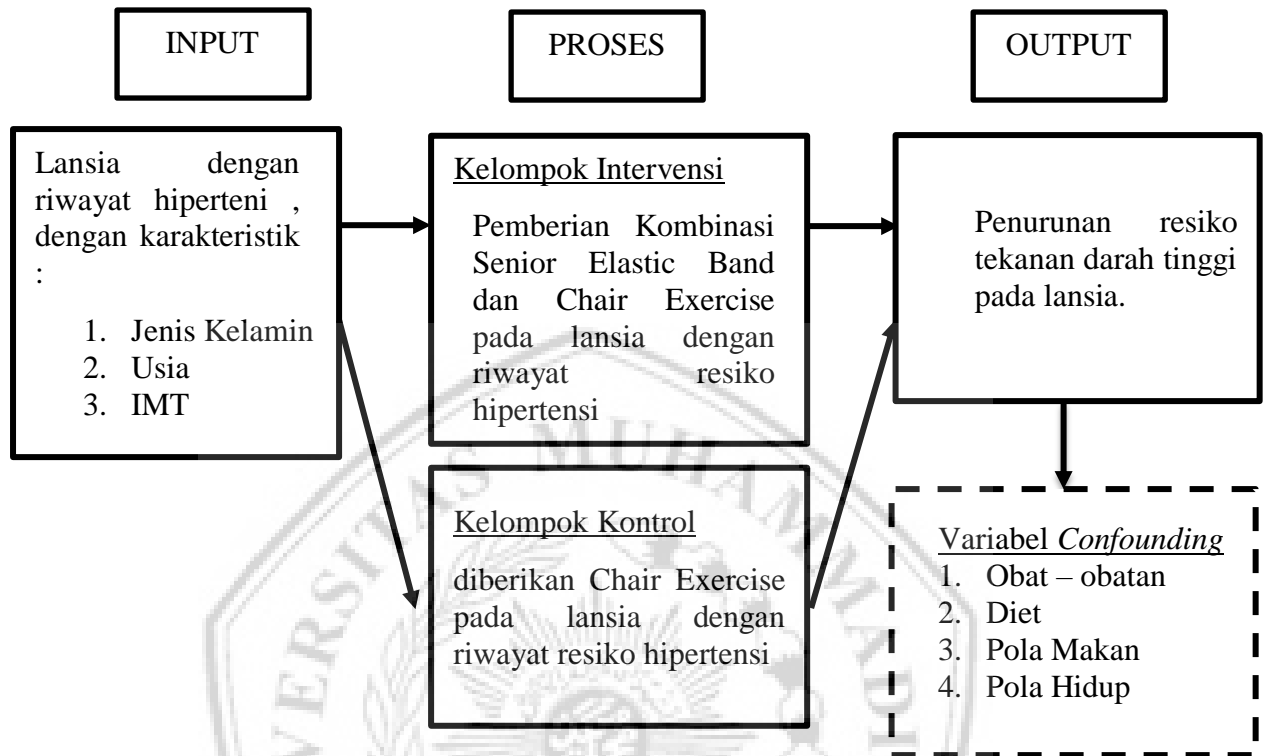 INPUT
PROSES
OUTPUT
Lansia dengan
riwayat hiperteni ,
dengan karakteristik
:
1. Jenis Kelamin
2. Usia
3. IMT
Kelompok Intervensi
Pemberian Kombinasi
Senior Elastic Band
dan Chair Exercise
pada lansia dengan
riwayat resiko
hipertensi
Kelompok Kontrol
diberikan Chair Exercise
pada lansia dengan
riwayat resiko hipertensi
Penurunan resiko
tekanan darah tinggi
pada lansia.
Variabel Confounding
1. Obat – obatan
2. Diet
3. Pola Makan
4. Pola Hidup